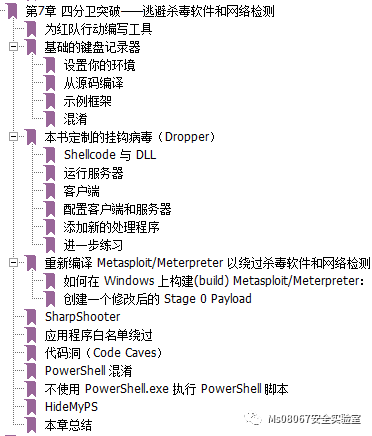 第7章 四分卫突破——逃避杀毒软件和网络检测
为红队行动编写工具
基础的键盘记录器
设置你的环境
从源码编译
示例框架
混淆
本书定制的挂钩病毒（Dropper）
Shellcode 与 DLL
运行服务器
客户端
配置客户端和服务器
添加新的处理程序
进一步练习
重新编译 Metasploit/Meterpreter 以绕过杀毒软件和网络检测
如何在 Windows 上构建(build) Metasploit/Meterpreter：
创建一个修改后的 Stage 0 Payload
SharpShooter
应用程序白名单绕过
代码洞（Code Caves）
PowerShell 混淆
不使用 PowerShell.exe 执行 PowerShell 脚本
HideMyPS
本章总结
Ms08067安全实验室